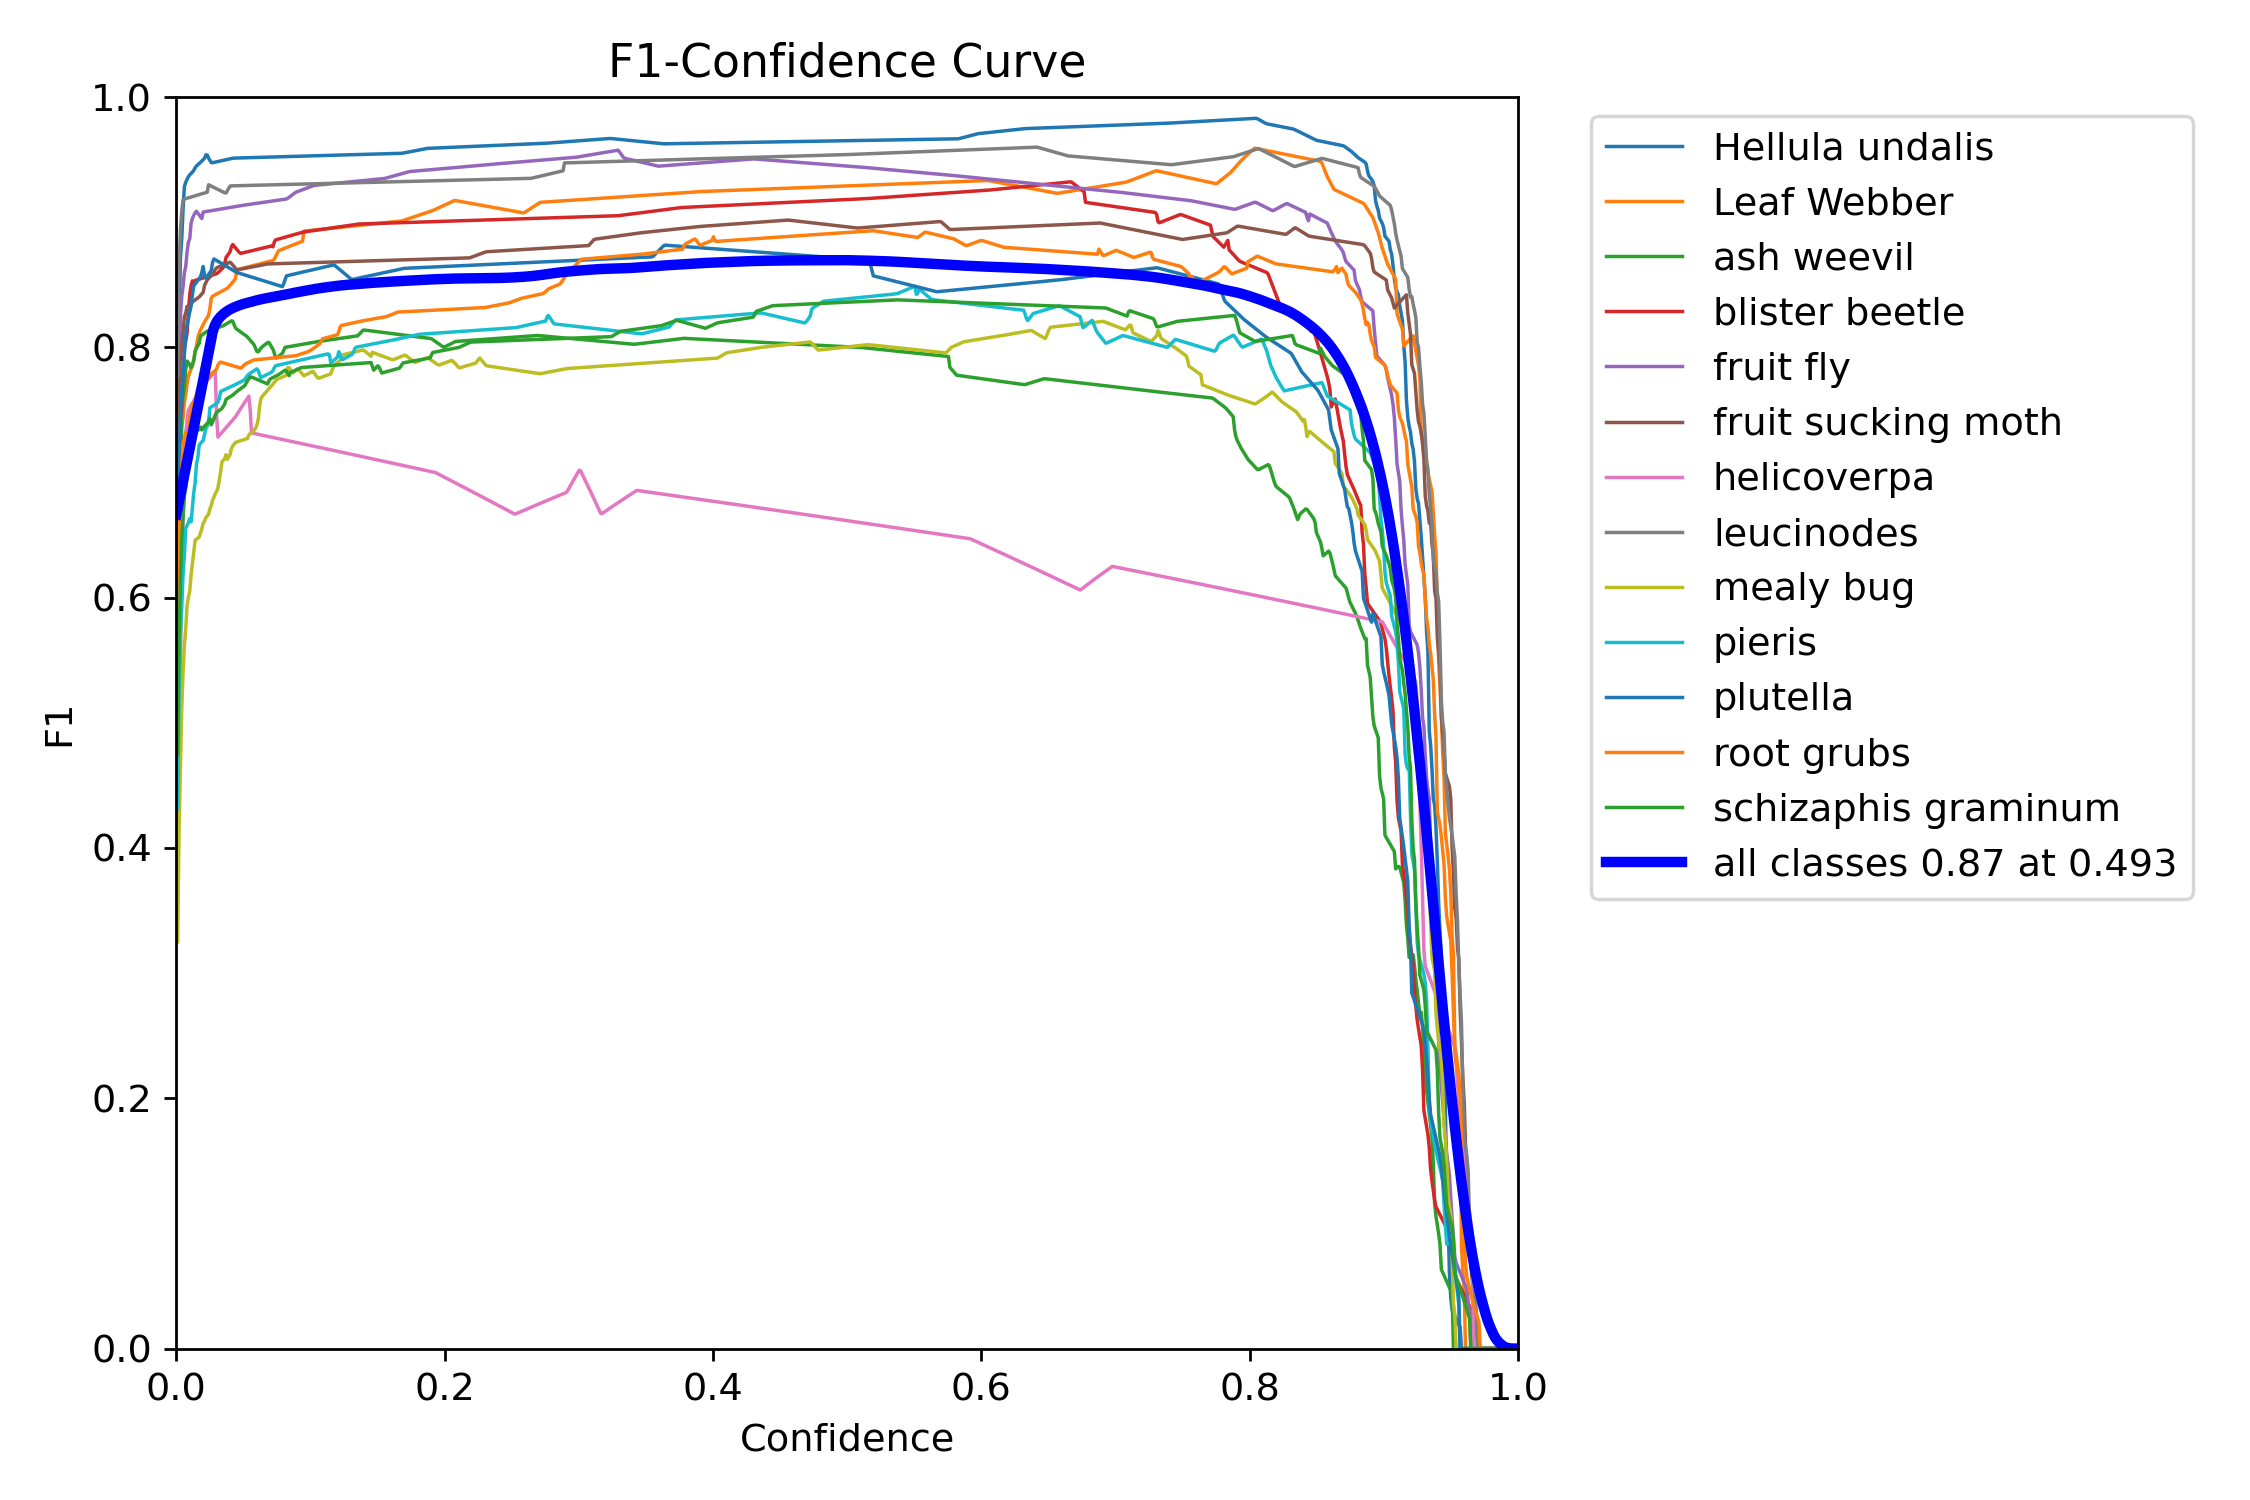 F1-Confidence Curve
1.0
0.8
0.6
0.4
0.2
0.0
F1
0.0 0.2 0.4 0.6 0.8 1.0
Confidence
Hellula undalis
Leaf Webber
ash weevil
blister beetle
fruit fly
fruit sucking moth
helicoverpa
leucinodes
mealy bug
pieris
plutella
root grubs
schizaphis graminum
all classes 0.87 at 0.493